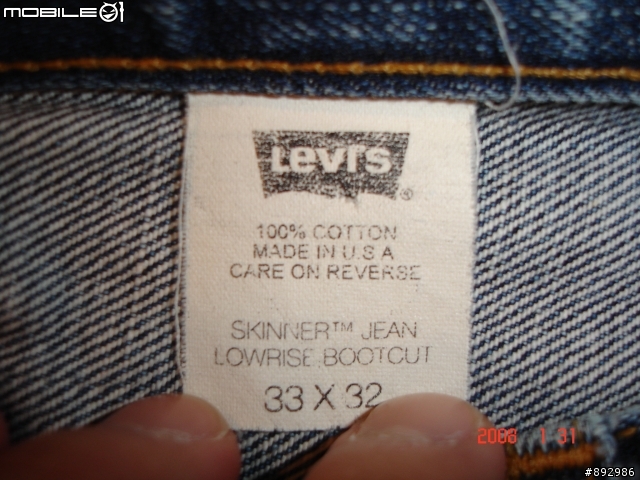 MOBILE01
Levi's
®
100% COTTON
MADE IN U.S A
CARE ON REVERSE
SKINNER™ JEAN
LOWRISE BOOTCUT
33 X 32
2008 1 31
#892986